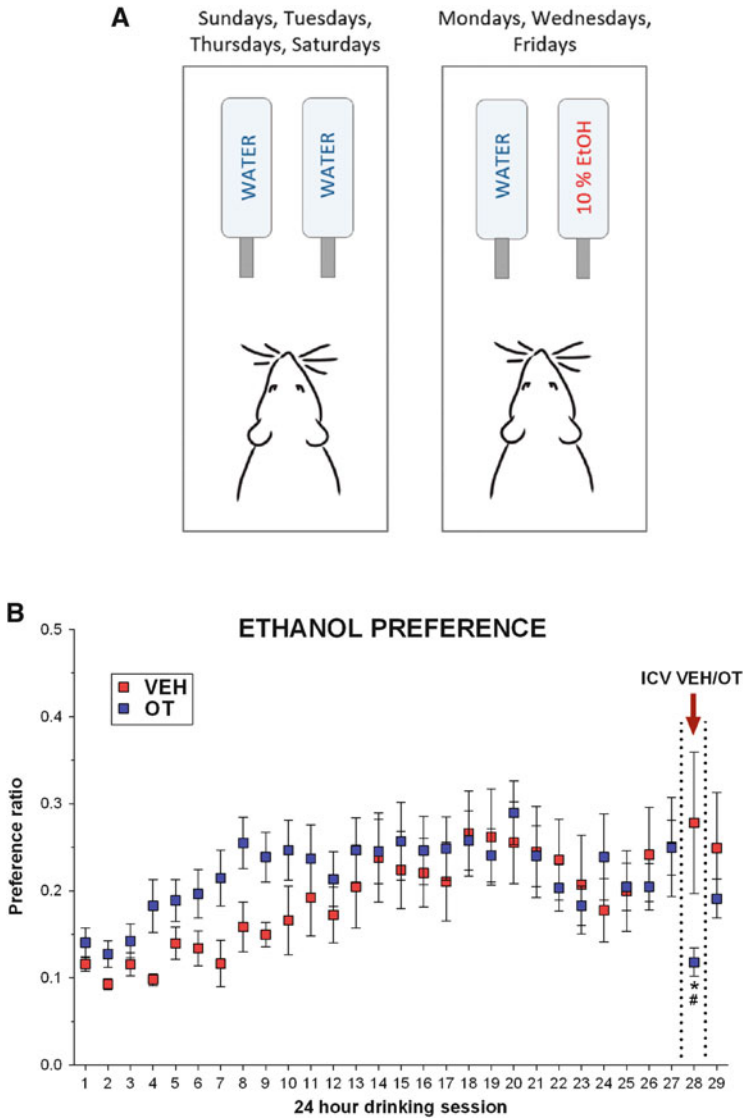 A
Sundays, Tuesdays,
Thursdays, Saturdays
Mondays, Wednesdays,
Fridays
WATER
WATER
WATER
10 % EtOH
B
ETHANOL PREFERENCE
VEH
OT
ICV VEH/OT
Preference ratio
0.5
0.4
0.3
0.2
0.1
0.0
*
#
1 2 3 4 5 6 7 8 9 10 11 12 13 14 15 16 17 18 19 20 21 22 23 24 25 26 27 28 29
24 hour drinking session